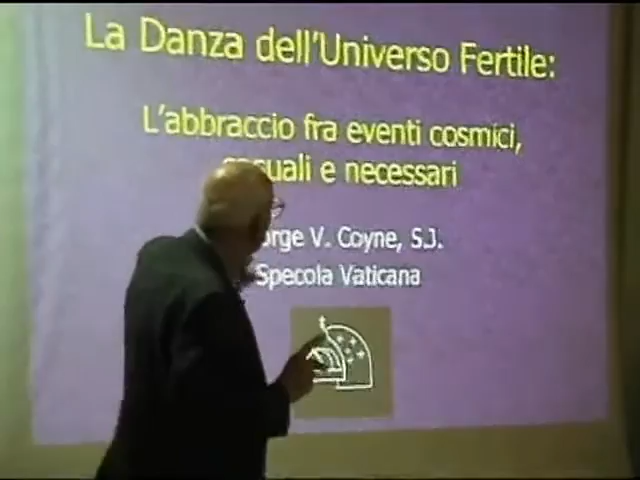 La Danza dell'Universo Fertile:
L'abbraccio fra eventi cosmici,
e necessari
V. Coyne, S.J.
Specola Vaticana